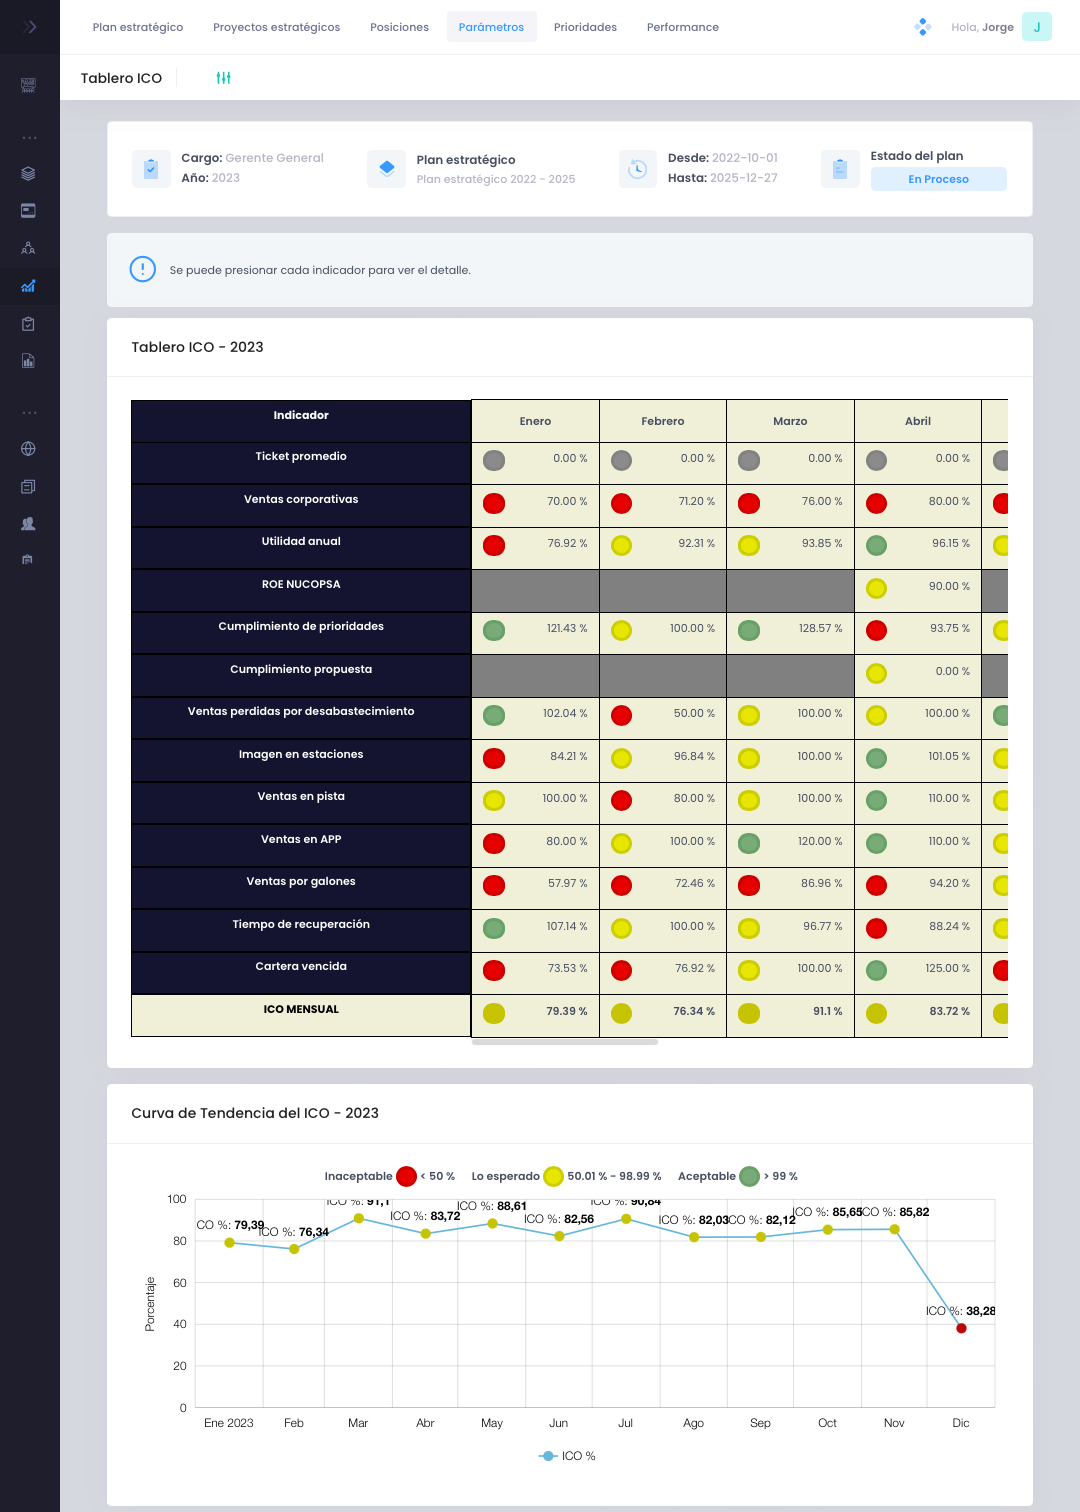 Plan estratégico Proyectos estratégicos Posiciones Parámetros Prioridades Performance Hola, Jorge J
Tablero ICO
Cargo: Gerente General
Año: 2023
Plan estratégico
Plan estratégico 2022 - 2025
Desde: 2022-10-01
Hasta: 2025-12-27
Estado del plan
En Proceso
Se puede presionar cada indicador para ver el detalle.
Tablero ICO - 2023
Indicador Enero Febrero Marzo Abril
Ticket promedio 0.00 % 0.00 % 0.00 % 0.00 %
Ventas corporativas 70.00 % 71.20 % 76.00 % 80.00 %
Utilidad anual 76.92 % 92.31 % 93.85 % 96.15 %
ROE NUCOPSA 90.00 %
Cumplimiento de prioridades 121.43 % 100.00 % 128.57 % 93.75 %
Cumplimiento propuesta 0.00 %
Ventas perdidas por desabastecimiento 102.04 % 50.00 % 100.00 % 100.00 %
Imagen en estaciones 84.21 % 96.84 % 100.00 % 101.05 %
Ventas en pista 100.00 % 80.00 % 100.00 % 110.00 %
Ventas en APP 80.00 % 100.00 % 120.00 % 110.00 %
Ventas por galones 57.97 % 72.46 % 86.96 % 94.20 %
Tiempo de recuperación 107.14 % 100.00 % 96.77 % 88.24 %
Cartera vencida 73.53 % 76.92 % 100.00 % 125.00 %
ICO MENSUAL 79.39 % 76.34 % 91.1 % 83.72 %
Curva de Tendencia del ICO - 2023
Inaceptable < 50 % Lo esperado 50.01 % - 98.99 % Aceptable > 99 %
Porcentaje
100
80
60
40
20
0
CO %: 79,39
ICO %: 76,34
ICO %: 91,1
ICO %: 83,72
ICO %: 88,61
ICO %: 82,56
ICO %: 90,84
ICO %: 82,03
CO %: 82,12
ICO %: 85,65
CO %: 85,82
ICO %: 38,28
Ene 2023 Feb Mar Abr May Jun Jul Ago Sep Oct Nov Dic
ICO %